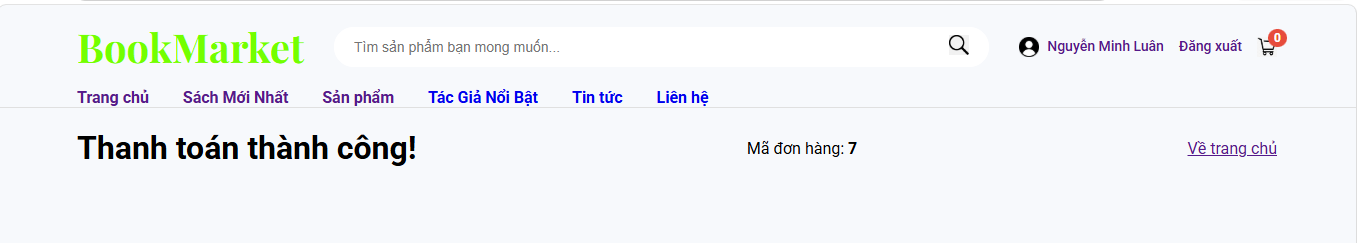 BookMarket
Tìm sản phẩm bạn mong muốn...
Nguyễn Minh Luân
Đăng xuất
0
Trang chủ
Sách Mới Nhất
Sản phẩm
Tác Giả Nổi Bật
Tin tức
Liên hệ
Thanh toán thành công!
Mã đơn hàng: 7
Về trang chủ